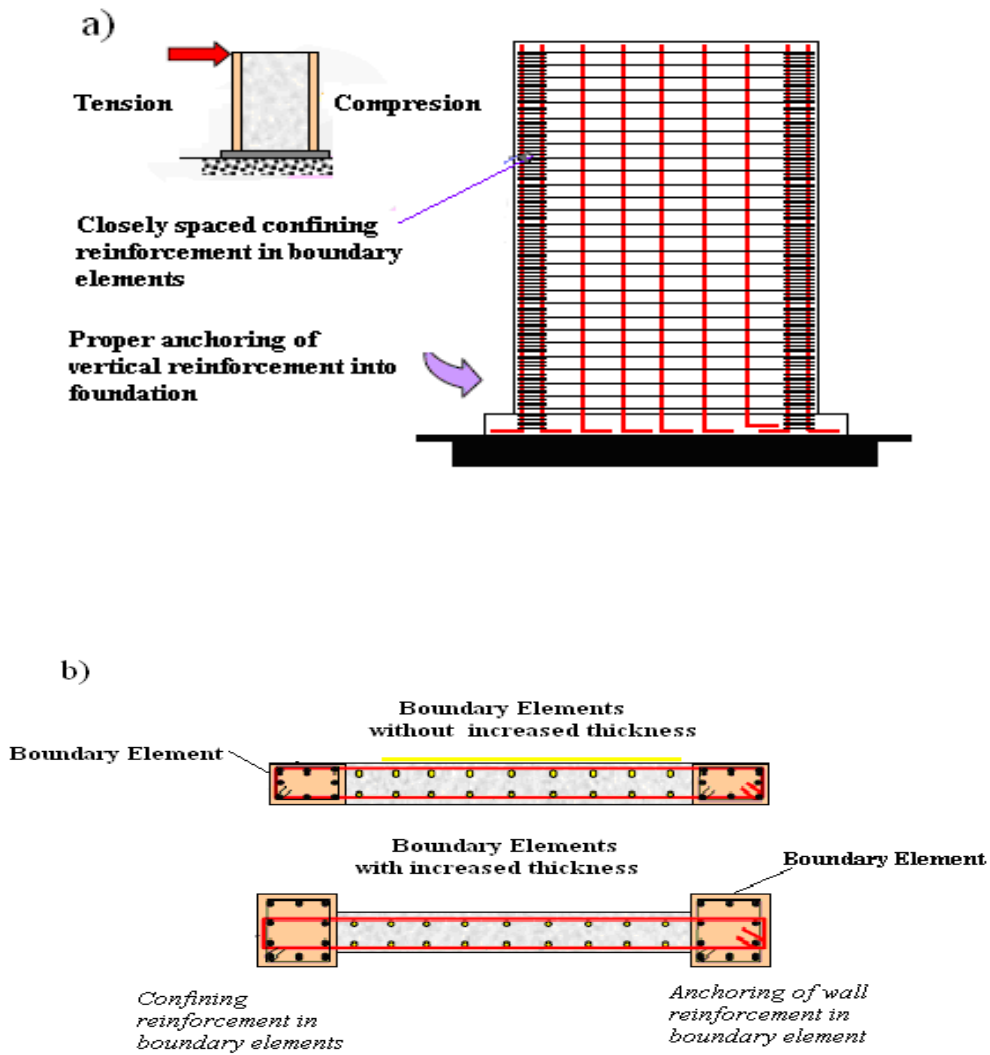 a)
Tension
Compresion
Closely spaced confining
reinforcement in boundary
elements
Proper anchoring of
vertical reinforcement into
foundation
b)
Boundary Elements
without increased thickness
Boundary Element
Boundary Elements
with increased thickness
Boundary Element
Confining
reinforcement in
boundary elements
Anchoring of wall
reinforcement in
boundary element